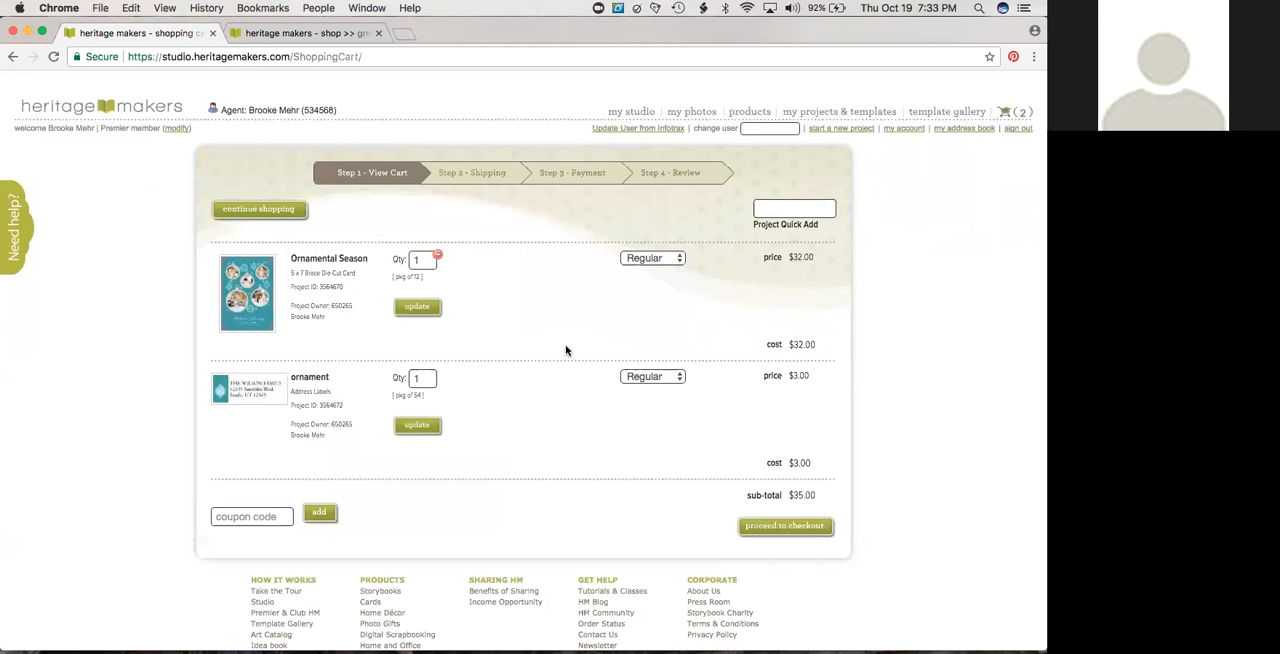 Chrome File Edit View History Bookmarks People Window Help 92% Thu Oct 19 7:33 PM
heritage makers - shopping c heritage makers - shop >> gre
Secure https://studio.heritagemakers.com/ShoppingCart/
heritage makers Agent: Brooke Mehr (534568) my studio my photos products my projects & templates template gallery ( 2 )
welcome Brooke Mehr | Premier member (modify) Update User from Infotrax | change user | start a new project | my account | my address book | sign out
Need help?
Step 1 - View Cart Step 2 - Shipping Step 3 - Payment Step 4 - Review
continue shopping
Project Quick Add
Ornamental Season Qty: 1 Regular price $32.00
5 x 7 Brace Die-Cut Card [ pkg of 12 ]
Project ID: 3564670
Project Owner: 650265 update
Brooke Mehr
cost $32.00
ornament Qty: 1 Regular price $3.00
THE WILSON FAMILY
12345 Sunshine Blvd.
Sandy, UT 12345
Address Labels [ pkg of 54 ]
Project ID: 3564672
Project Owner: 650265 update
Brooke Mehr
cost $3.00
sub-total $35.00
coupon code add
proceed to checkout
HOW IT WORKS PRODUCTS SHARING HM GET HELP CORPORATE
Take the Tour Storybooks Benefits of Sharing Tutorials & Classes About Us
Studio Cards Income Opportunity HM Blog Press Room
Premier & Club HM Home Décor HM Community Storybook Charity
Template Gallery Photo Gifts Order Status Terms & Conditions
Art Catalog Digital Scrapbooking Contact Us Privacy Policy
Idea book Home and Office Newsletter